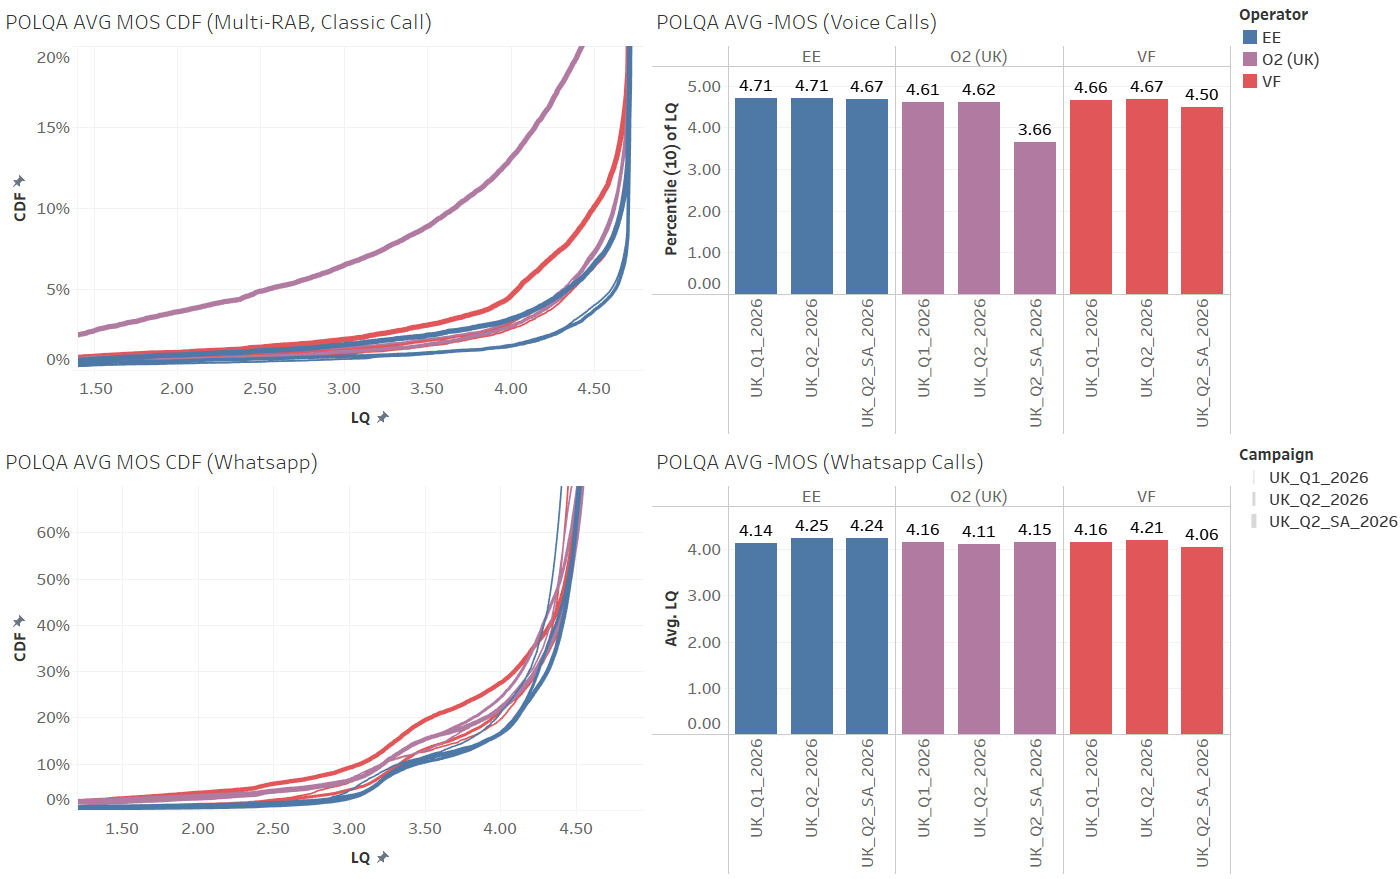 POLQA AVG MOS CDF (Multi-RAB, Classic Call)
20%
15%
10%
5%
0%
CDF
1.50 2.00 2.50 3.00 3.50 4.00 4.50
LQ
POLQA AVG -MOS (Voice Calls)
EE O2 (UK) VF
5.00
4.00
3.00
2.00
1.00
0.00
Percentile (10) of LQ
4.71 4.71 4.67 4.61 4.62 3.66 4.66 4.67 4.50
UK_Q1_2026 UK_Q2_2026 UK_Q2_SA_2026 UK_Q1_2026 UK_Q2_2026 UK_Q2_SA_2026 UK_Q1_2026 UK_Q2_2026 UK_Q2_SA_2026
Operator
EE
O2 (UK)
VF
POLQA AVG MOS CDF (Whatsapp)
60%
50%
40%
30%
20%
10%
0%
CDF
1.50 2.00 2.50 3.00 3.50 4.00 4.50
LQ
POLQA AVG -MOS (Whatsapp Calls)
EE O2 (UK) VF
4.00
3.00
2.00
1.00
0.00
Avg. LQ
4.14 4.25 4.24 4.16 4.11 4.15 4.16 4.21 4.06
UK_Q1_2026 UK_Q2_2026 UK_Q2_SA_2026 UK_Q1_2026 UK_Q2_2026 UK_Q2_SA_2026 UK_Q1_2026 UK_Q2_2026 UK_Q2_SA_2026
Campaign
UK_Q1_2026
UK_Q2_2026
UK_Q2_SA_2026